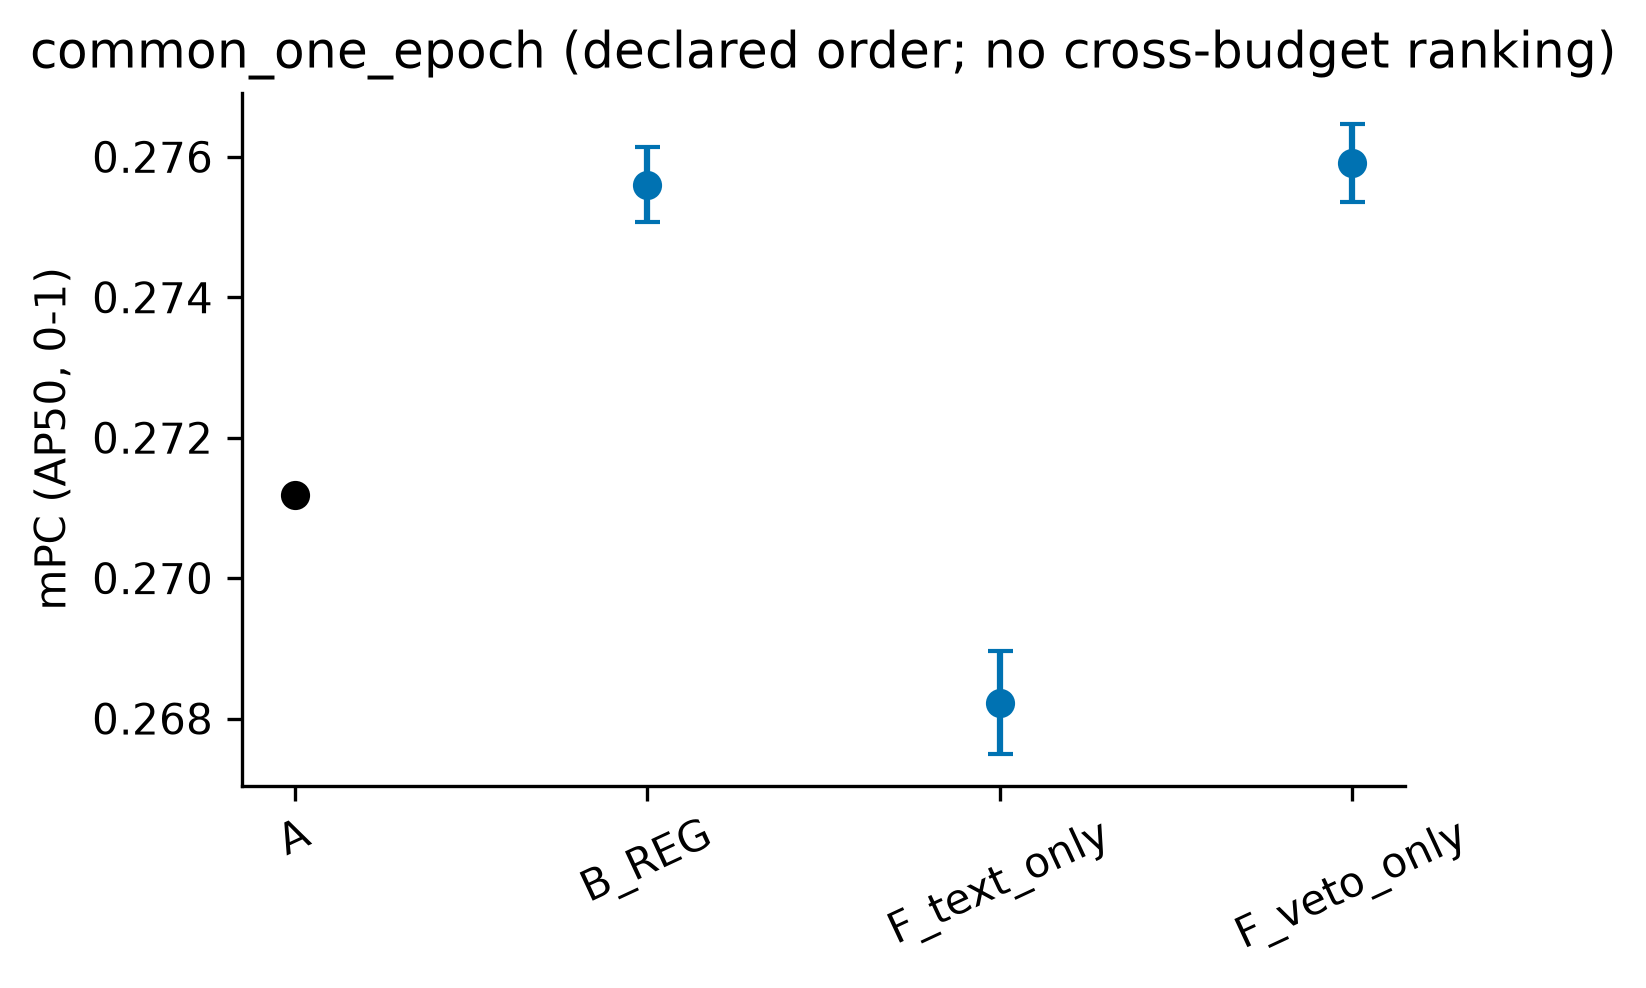 common_one_epoch (declared order; no cross-budget ranking)
mPC (AP50, 0-1)
0.276
0.274
0.272
0.270
0.268
A
B_REG
F_text_only
F_veto_only